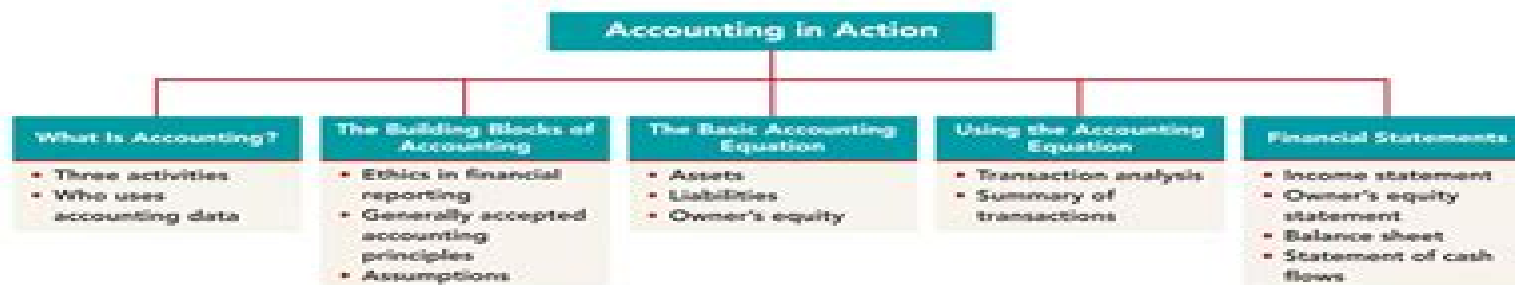 Accounting in Action
What Is Accounting?
• Three activities
• Who uses
accounting data
The Building Blocks of
Accounting
• Ethics in financial
reporting
• Generally accepted
accounting
principles
• Assumptions
The Basic Accounting
Equation
• Assets
• Liabilities
• Owner's equity
Using the Accounting
Equation
• Transaction analysis
• Summary of
transactions
Financial Statements
• Income statement
• Owner's equity
statement
• Balance sheet
• Statement of cash
flows